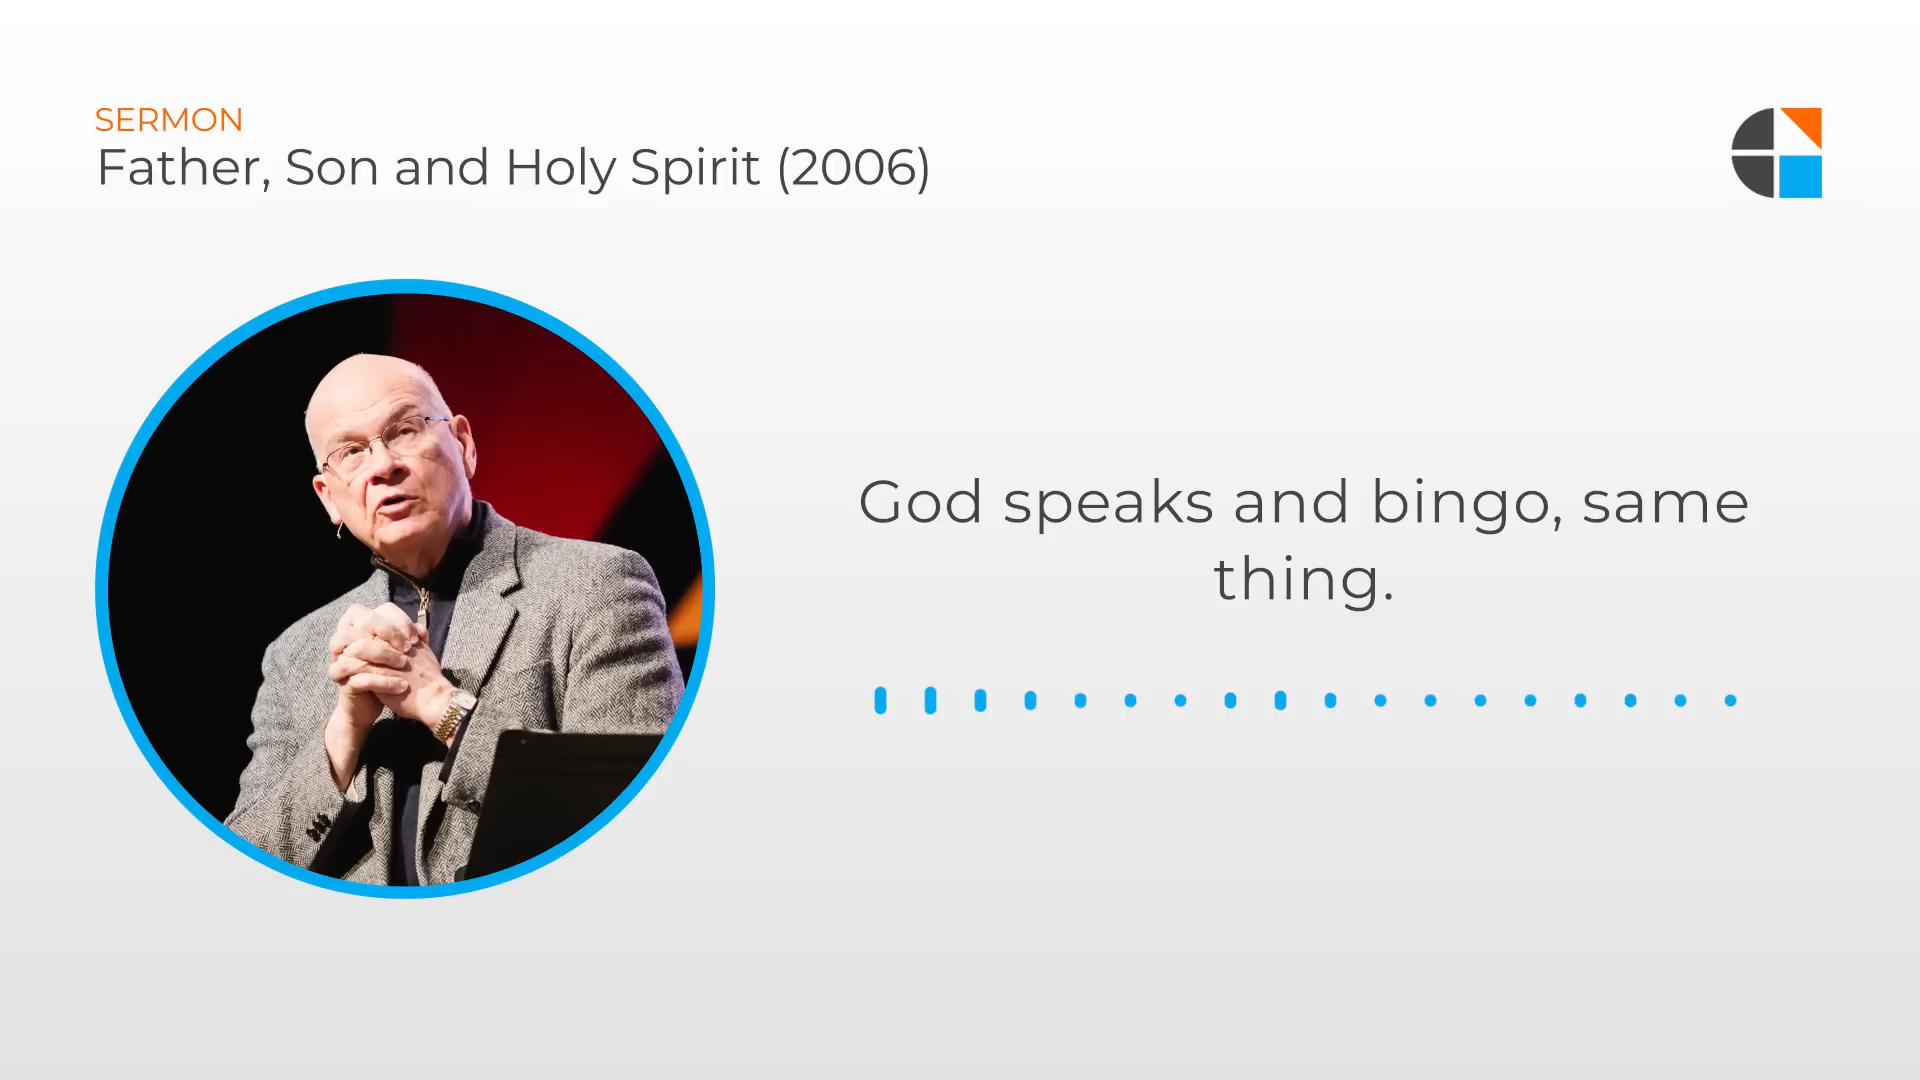 SERMON
Father, Son and Holy Spirit (2006)
God speaks and bingo, same
thing.